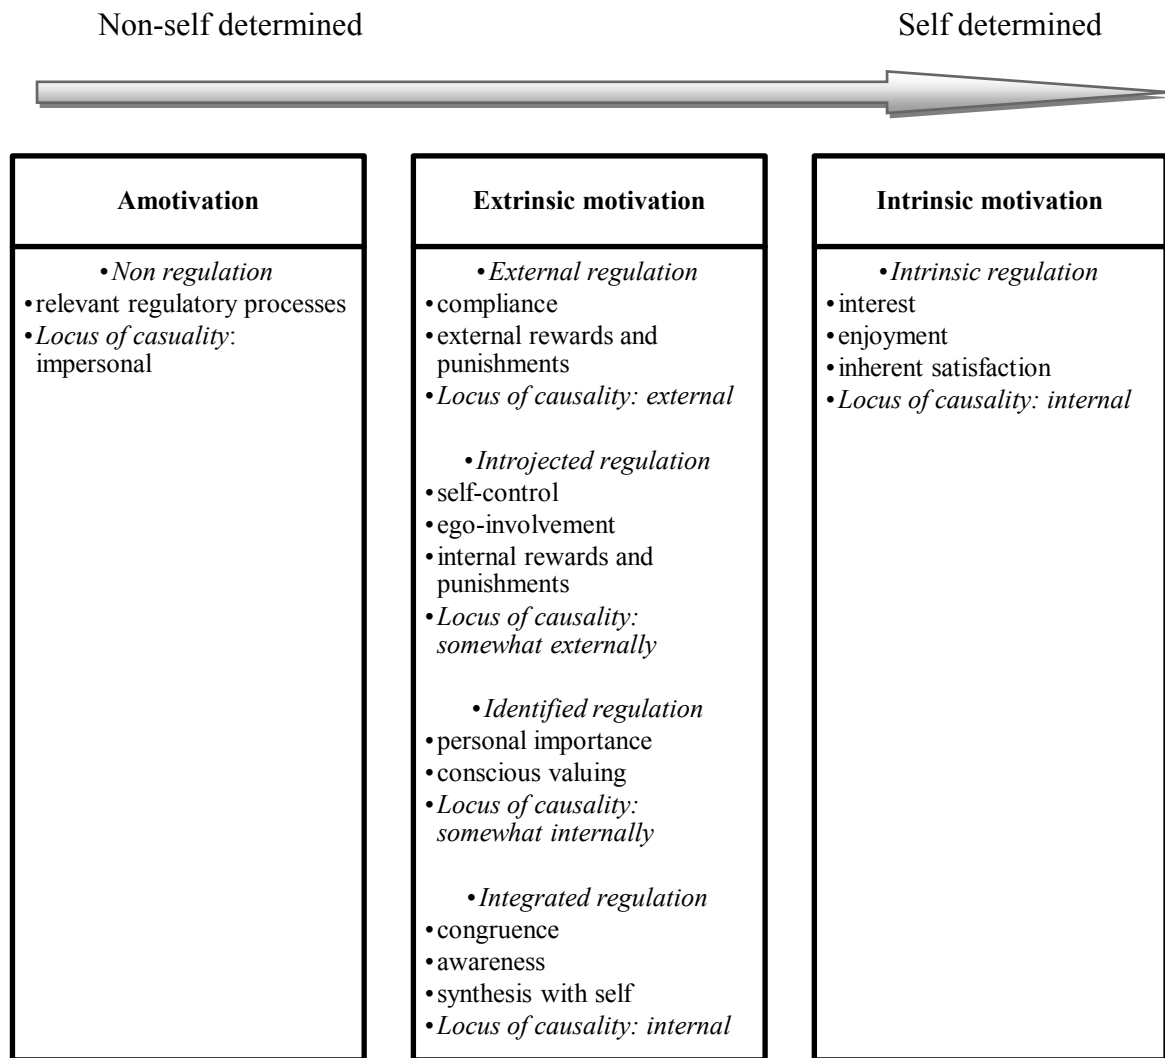 Non-self determined
Self determined
Amotivation
•Non regulation
•relevant regulatory processes
•Locus of casuality:
impersonal
Extrinsic motivation
•External regulation
•compliance
•external rewards and
punishments
•Locus of causality: external
•Introjected regulation
•self-control
•ego-involvement
•internal rewards and
punishments
•Locus of causality:
somewhat externally
•Identified regulation
•personal importance
•conscious valuing
•Locus of causality:
somewhat internally
•Integrated regulation
•congruence
•awareness
•synthesis with self
•Locus of causality: internal
Intrinsic motivation
•Intrinsic regulation
•interest
•enjoyment
•inherent satisfaction
•Locus of causality: internal